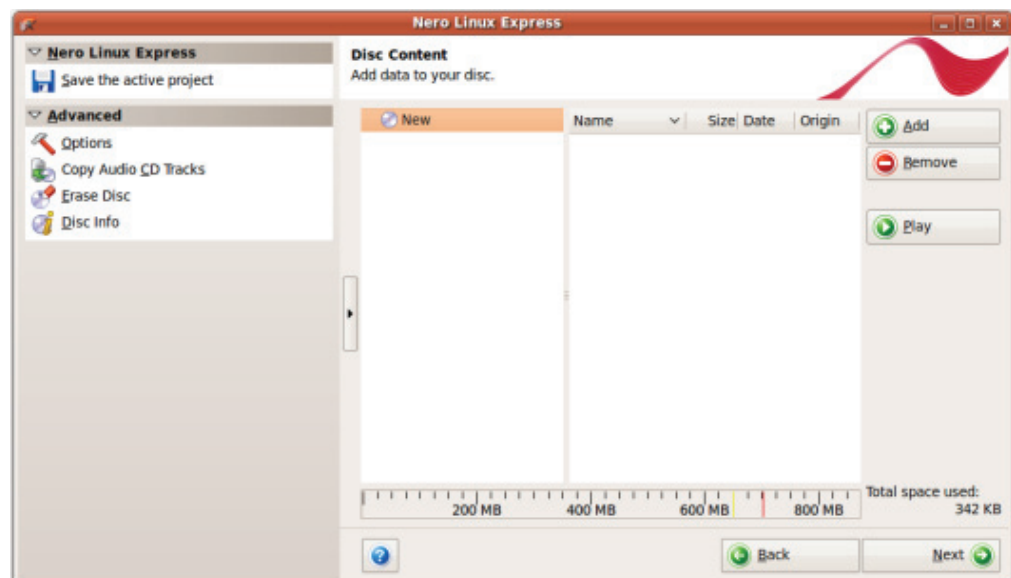 Nero Linux Express
Nero Linux Express
Save the active project
Advanced
Options
Copy Audio CD Tracks
Erase Disc
Disc Info
Disc Content
Add data to your disc.
New
Name Size Date Origin
Add
Remove
Play
200 MB 400 MB 600 MB 800 MB
Total space used:
342 KB
Back Next